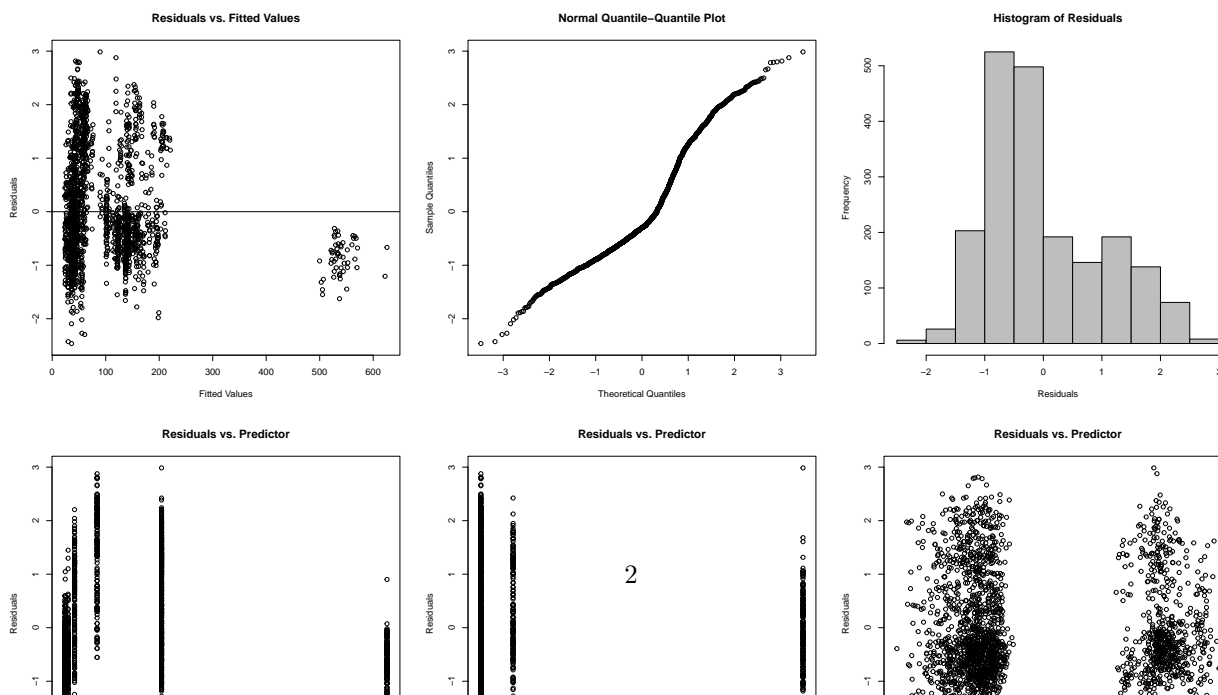 Residuals vs. Fitted Values
Residuals
3
2
1
0
−1
−2
0 100 200 300 400 500 600
Fitted Values
Normal Quantile−Quantile Plot
Sample Quantiles
3
2
1
0
−1
−2
−3 −2 −1 0 1 2 3
Theoretical Quantiles
Histogram of Residuals
Frequency
500
400
300
200
100
0
−2 −1 0 1 2 3
Residuals
Residuals vs. Predictor
Residuals
3
2
1
0
−1
Residuals vs. Predictor
Residuals
3
2
1
0
−1
2
Residuals vs. Predictor
Residuals
3
2
1
0
−1